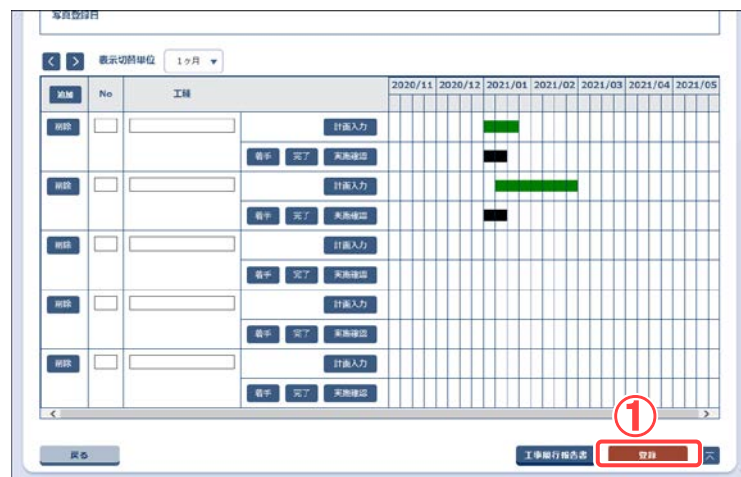 写真登録日
< > 表示切替単位 1ヶ月 ▼
追加 No 工種 2020/11 2020/12 2021/01 2021/02 2021/03 2021/04 2021/05
削除 計画入力
着手 完了 実施確認
削除 計画入力
着手 完了 実施確認
削除 計画入力
着手 完了 実施確認
削除 計画入力
着手 完了 実施確認
削除 計画入力
着手 完了 実施確認
①
戻る 工事履行報告書 登録